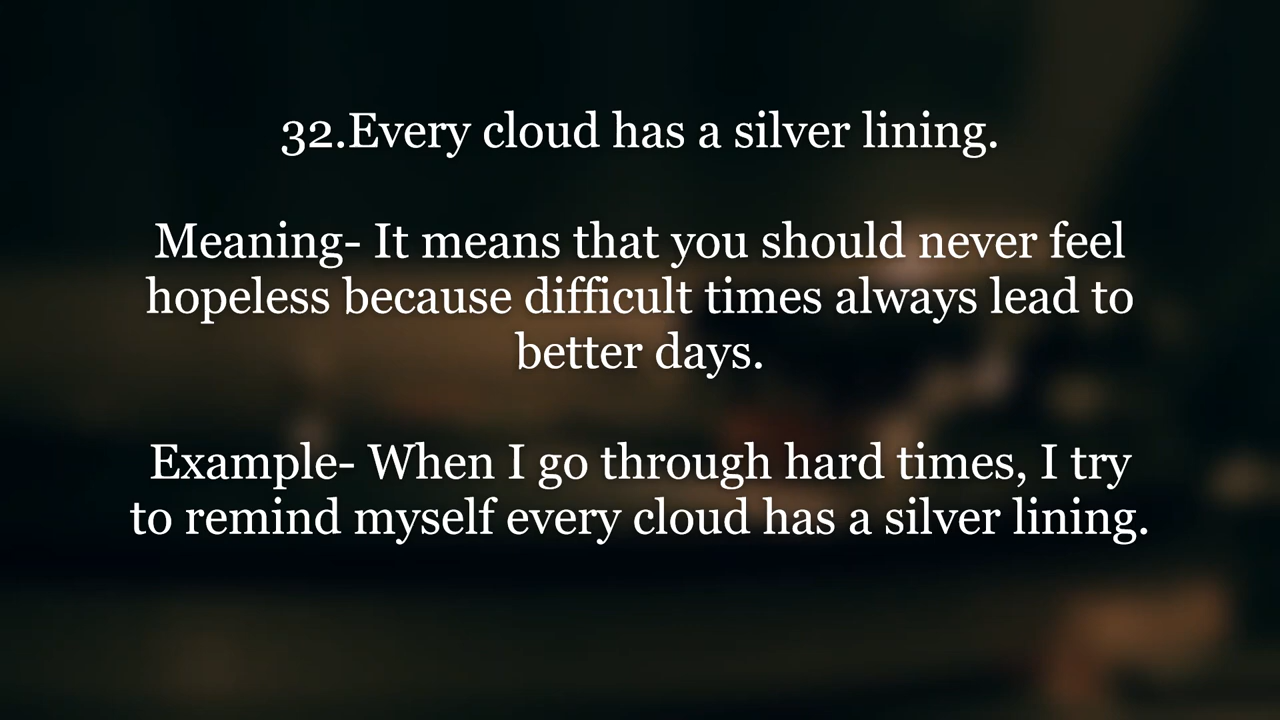 32.Every cloud has a silver lining.
Meaning- It means that you should never feel
hopeless because difficult times always lead to
better days.
Example- When I go through hard times, I try
to remind myself every cloud has a silver lining.